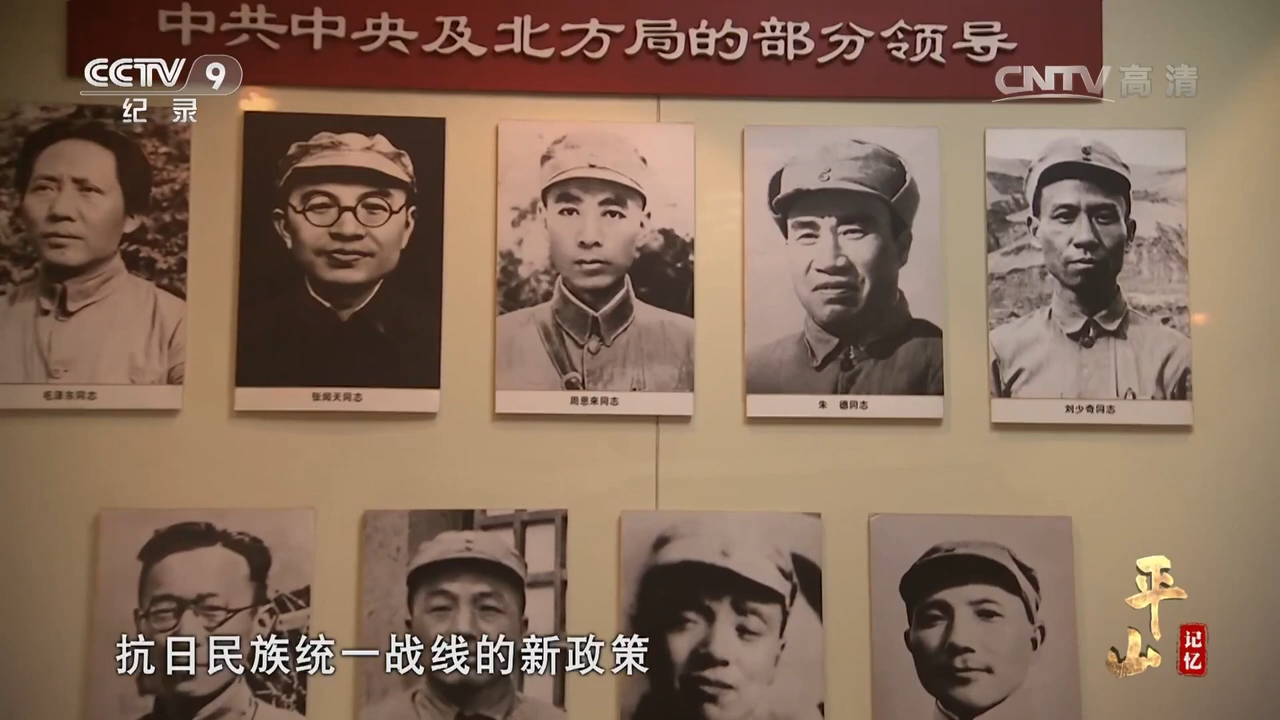 中共中央及北方局的部分领导
CCTV 9
纪录
CNTV 高清
毛泽东同志
张闻天同志
周恩来同志
朱 德同志
刘少奇同志
平山
记忆
抗日民族统一战线的新政策